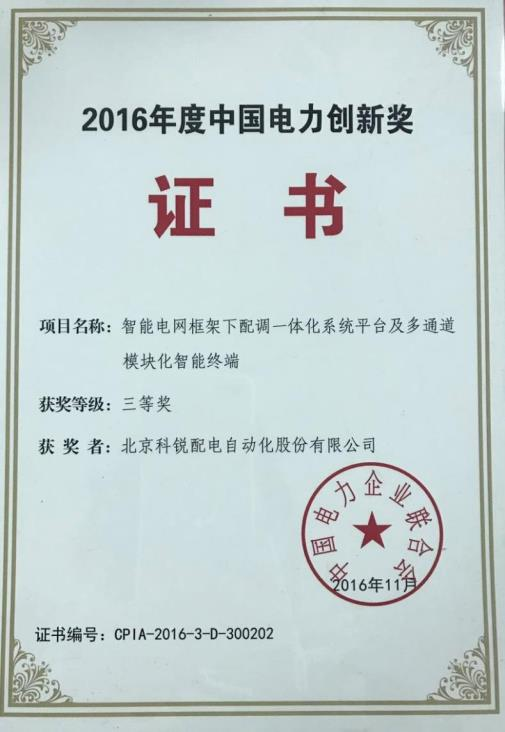 2016年度中国电力创新奖
证 书
项目名称：智能电网框架下配调一体化系统平台及多通道
模块化智能终端
获奖等级：三等奖
获 奖 者：北京科锐配电自动化股份有限公司
中国电力企业联合会
2016年11月
证书编号：CPIA-2016-3-D-300202